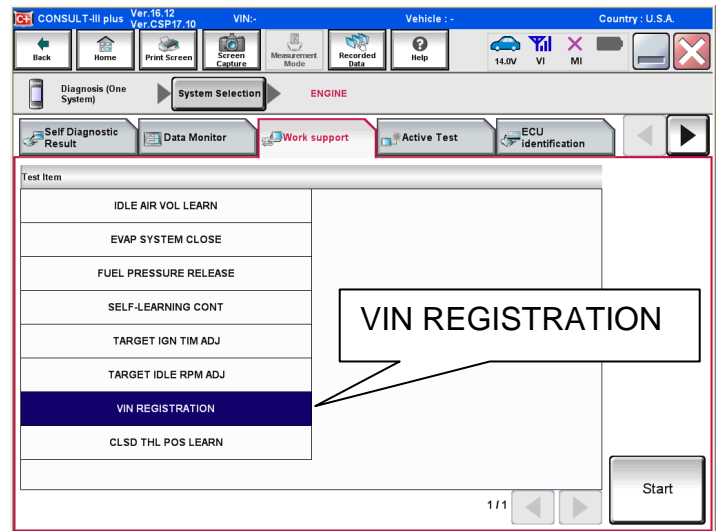 C+ CONSULT-III plus Ver.16.12 VIN:- Vehicle : - Country : U.S.A.
Ver.CSP17.10
Back Home Print Screen Screen Capture Measurement Mode Recorded Data Help 14.0V VI MI
Diagnosis (One System) System Selection ENGINE
Self Diagnostic Result Data Monitor Work support Active Test ECU identification
Test Item
IDLE AIR VOL LEARN
EVAP SYSTEM CLOSE
FUEL PRESSURE RELEASE
SELF-LEARNING CONT
TARGET IGN TIM ADJ
TARGET IDLE RPM ADJ
VIN REGISTRATION
CLSD THL POS LEARN
VIN REGISTRATION
1/1
Start